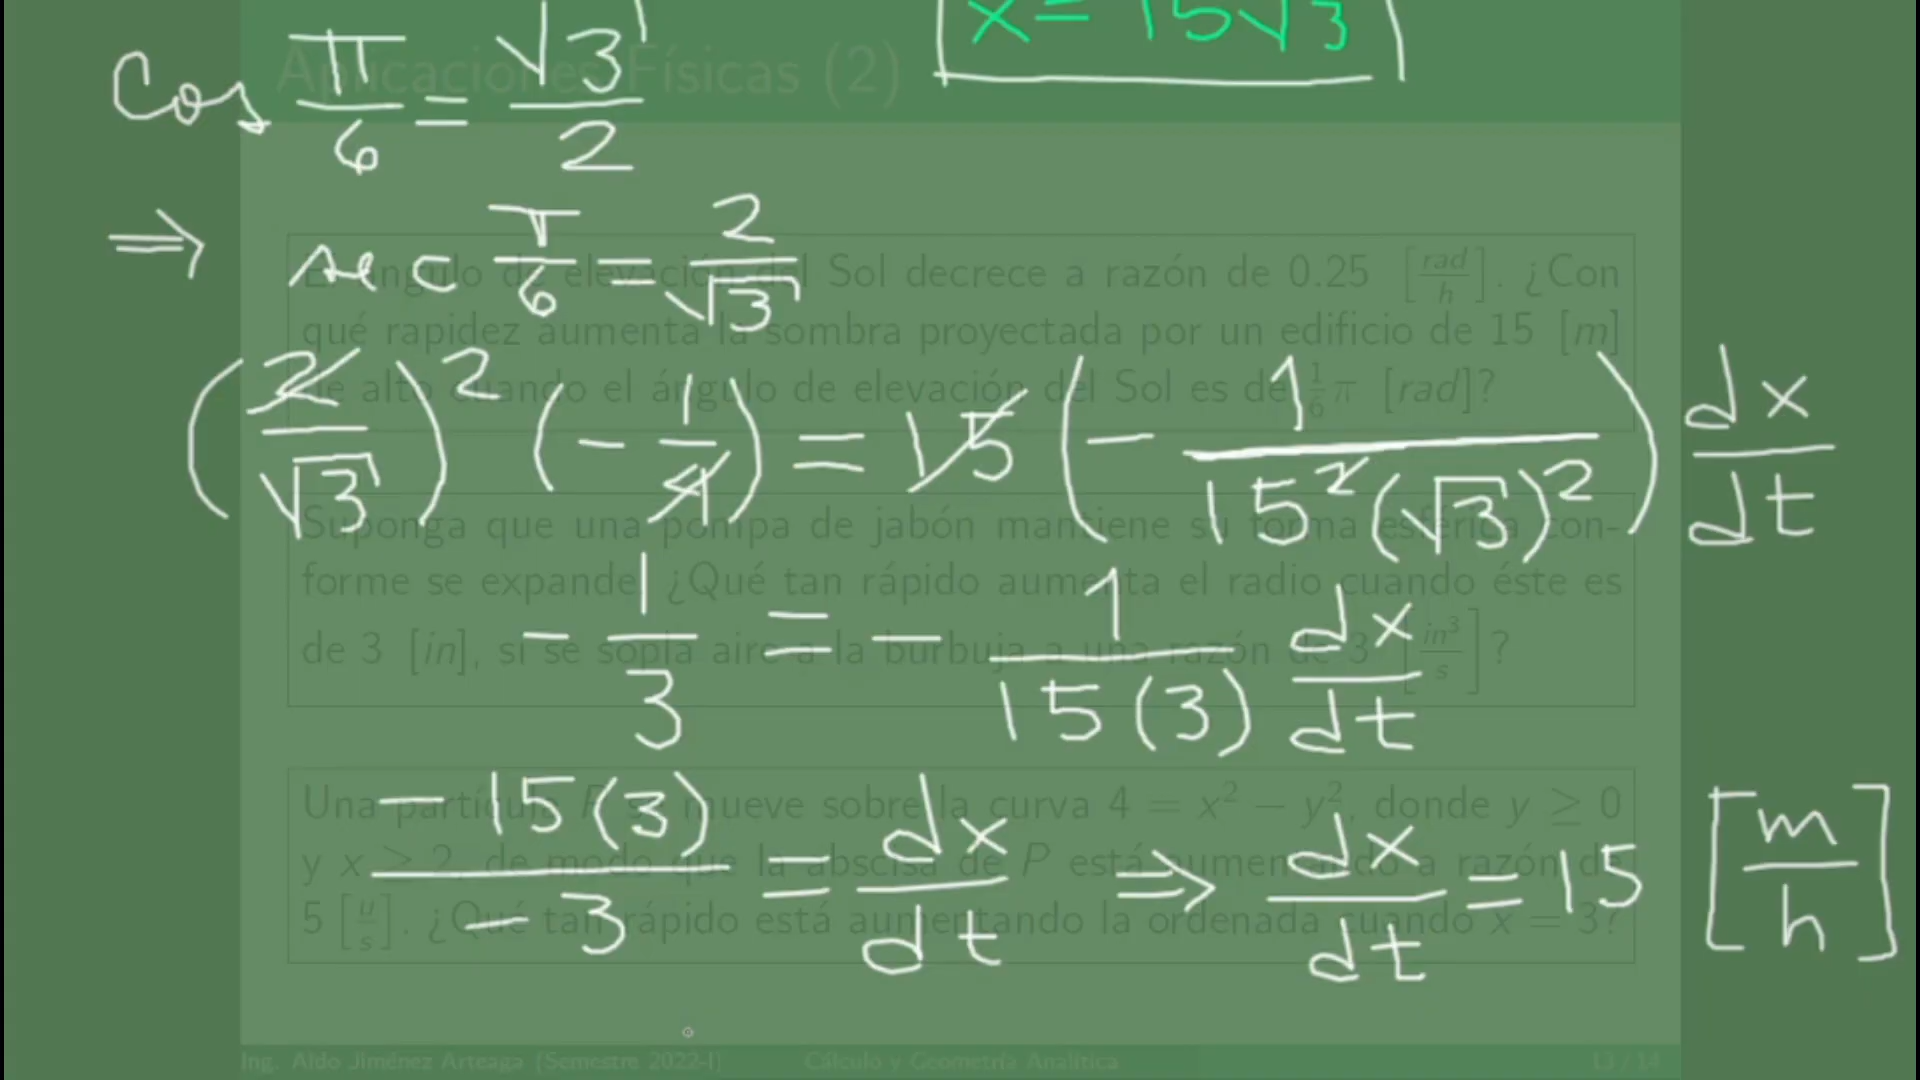 x = 15√3
Aplicaciones Físicas (2)
Cos π/6 = √3/2
⇒ sec π/6 = 2/√3
El ángulo de elevación del Sol decrece a razón de 0.25 [rad/h]. ¿Con
qué rapidez aumenta la sombra proyectada por un edificio de 15 [m]
de alto cuando el ángulo de elevación del Sol es de 1/6 π [rad]?
(2/√3)² (- 1/4) = 15 (- 1/(15²(√3)²)) dx/dt
Suponga que una pompa de jabón mantiene su forma esférica con-
forme se expande. ¿Qué tan rápido aumenta el radio cuando éste es
de 3 [in], si se sopla aire a la burbuja a una razón de 3 [in³/s]?
- 1/3 = - 1/(15(3)) dx/dt
Una partícula P se mueve sobre la curva 4 = x² − y², donde y ≥ 0
y x ≥ 2, de modo que la abscisa de P está aumentando a razón de
5 [u/s]. ¿Qué tan rápido está aumentando la ordenada cuando x = 3?
-15(3)/-3 = dx/dt ⇒ dx/dt = 15 [m/h]
Ing. Aldo Jiménez Arteaga (Semestre 2022-I) Cálculo y Geometría Analítica 13 / 14